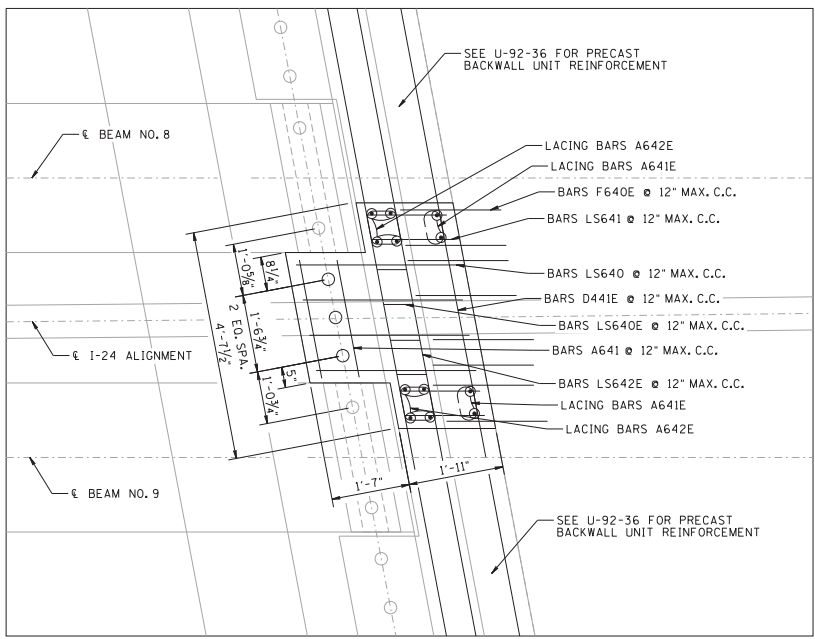 SEE U-92-36 FOR PRECAST
BACKWALL UNIT REINFORCEMENT
℄ BEAM NO. 8
LACING BARS A642E
LACING BARS A641E
BARS F640E @ 12" MAX. C.C.
BARS LS641 @ 12" MAX. C.C.
BARS LS640 @ 12" MAX. C.C.
BARS D441E @ 12" MAX. C.C.
BARS LS640E @ 12" MAX. C.C.
BARS A641 @ 12" MAX. C.C.
BARS LS642E @ 12" MAX. C.C.
LACING BARS A641E
LACING BARS A642E
8¼"
1'-0⅝"
1'-6¾"
2 EQ. SPA.
4'-7½"
5"
1'-0¾"
℄ I-24 ALIGNMENT
1'-7"
1'-11"
℄ BEAM NO. 9
SEE U-92-36 FOR PRECAST
BACKWALL UNIT REINFORCEMENT